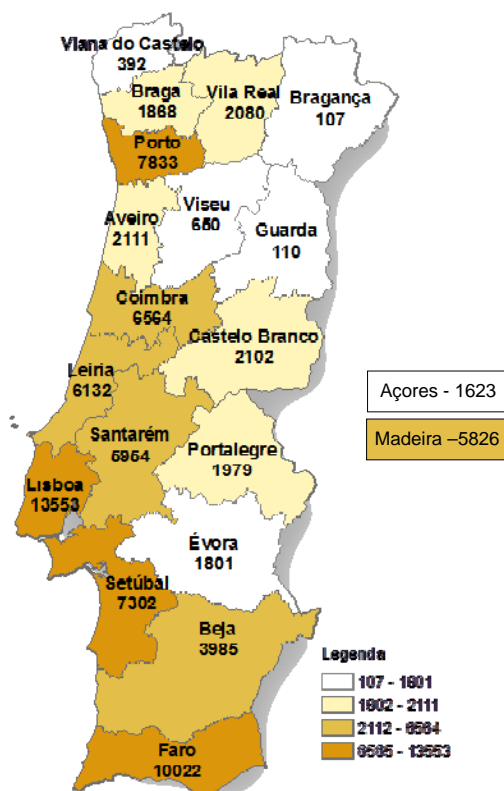 Viana do Castelo
392
Braga
1868
Vila Real
2080
Bragança
107
Porto
7833
Aveiro
2111
Viseu
650
Guarda
110
Coimbra
6564
Castelo Branco
2102
Leiria
6132
Santarém
5954
Portalegre
1979
Açores - 1623
Madeira –5826
Lisboa
13553
Évora
1801
Setúbal
7302
Beja
3985
Faro
10022
Legenda
107 - 1801
1802 - 2111
2112 - 6564
6565 - 13553